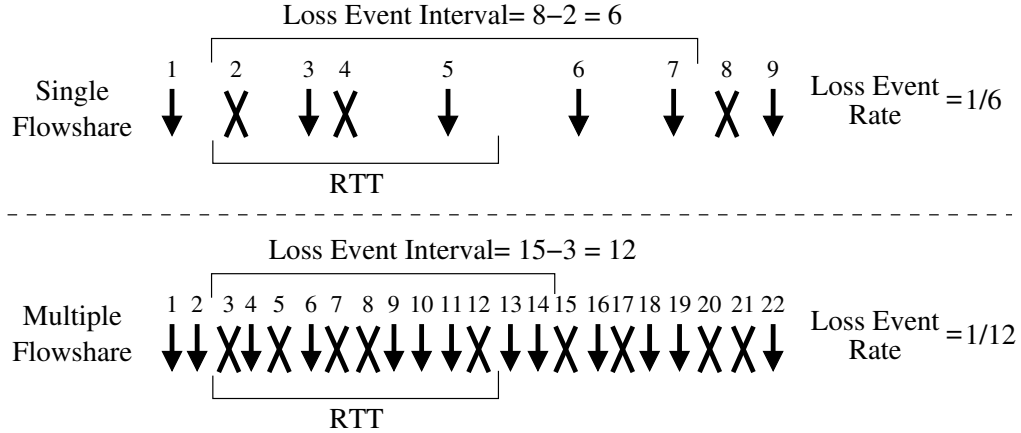 Loss Event Interval= 8−2 = 6
1 2 3 4 5 6 7 8 9
Single
Flowshare
Loss Event
Rate
=1/6
RTT
Loss Event Interval= 15−3 = 12
1 2 3 4 5 6 7 8 9 10 11 12 13 14 15 16 17 18 19 20 21 22
Multiple
Flowshare
Loss Event
Rate
=1/12
RTT